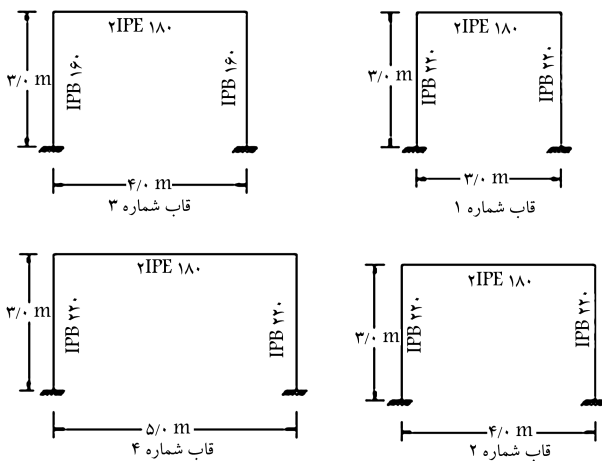 ۲IPE ۱۸۰
۳/۰ m
IPB ۲۲۰
IPB ۲۲۰
۳/۰ m
قاب شماره ۱
۲IPE ۱۸۰
۳/۰ m
IPB ۱۶۰
IPB ۱۶۰
۴/۰ m
قاب شماره ۳
۲IPE ۱۸۰
۳/۰ m
IPB ۲۲۰
IPB ۲۲۰
۴/۰ m
قاب شماره ۲
۲IPE ۱۸۰
۳/۰ m
IPB ۲۲۰
IPB ۲۲۰
۵/۰ m
قاب شماره ۴